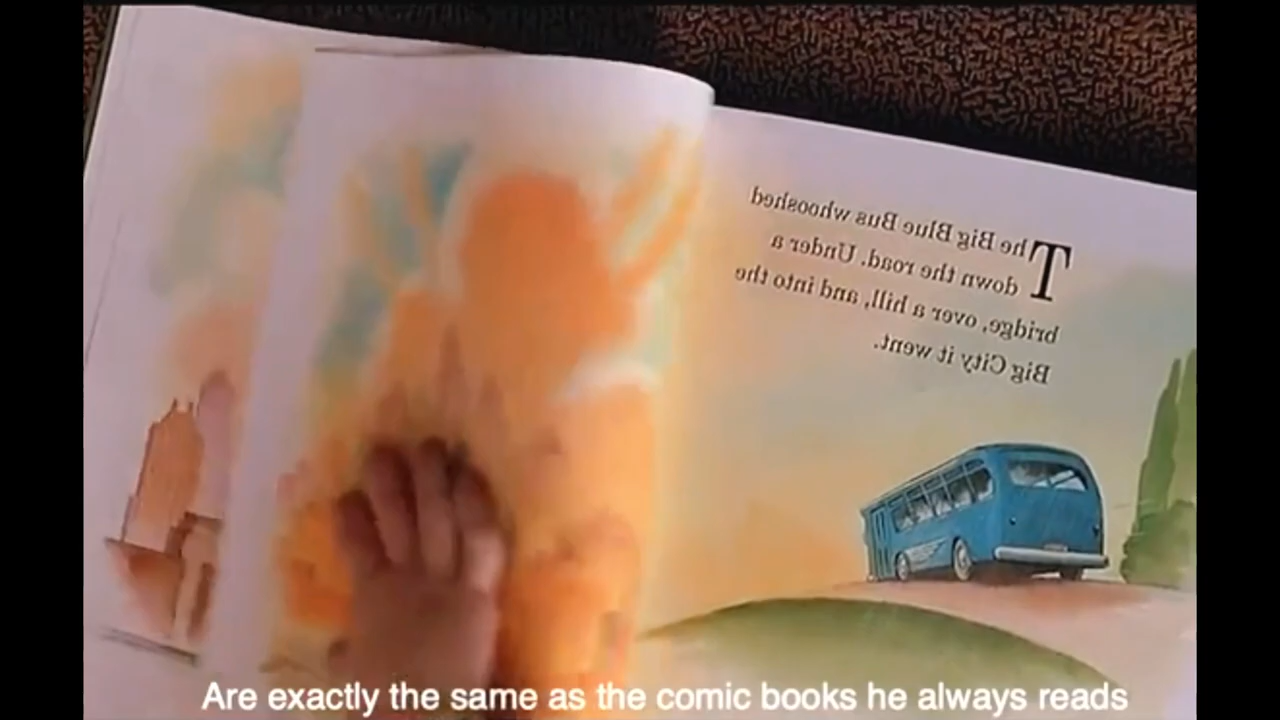 The Big Blue Bus whooshed
down the road. Under a
bridge, over a hill, and into the
Big City it went.
Are exactly the same as the comic books he always reads